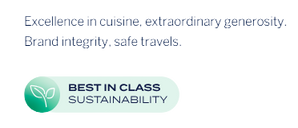 Excellence in cuisine, extraordinary generosity.
Brand integrity, safe travels.
BEST IN CLASS
SUSTAINABILITY